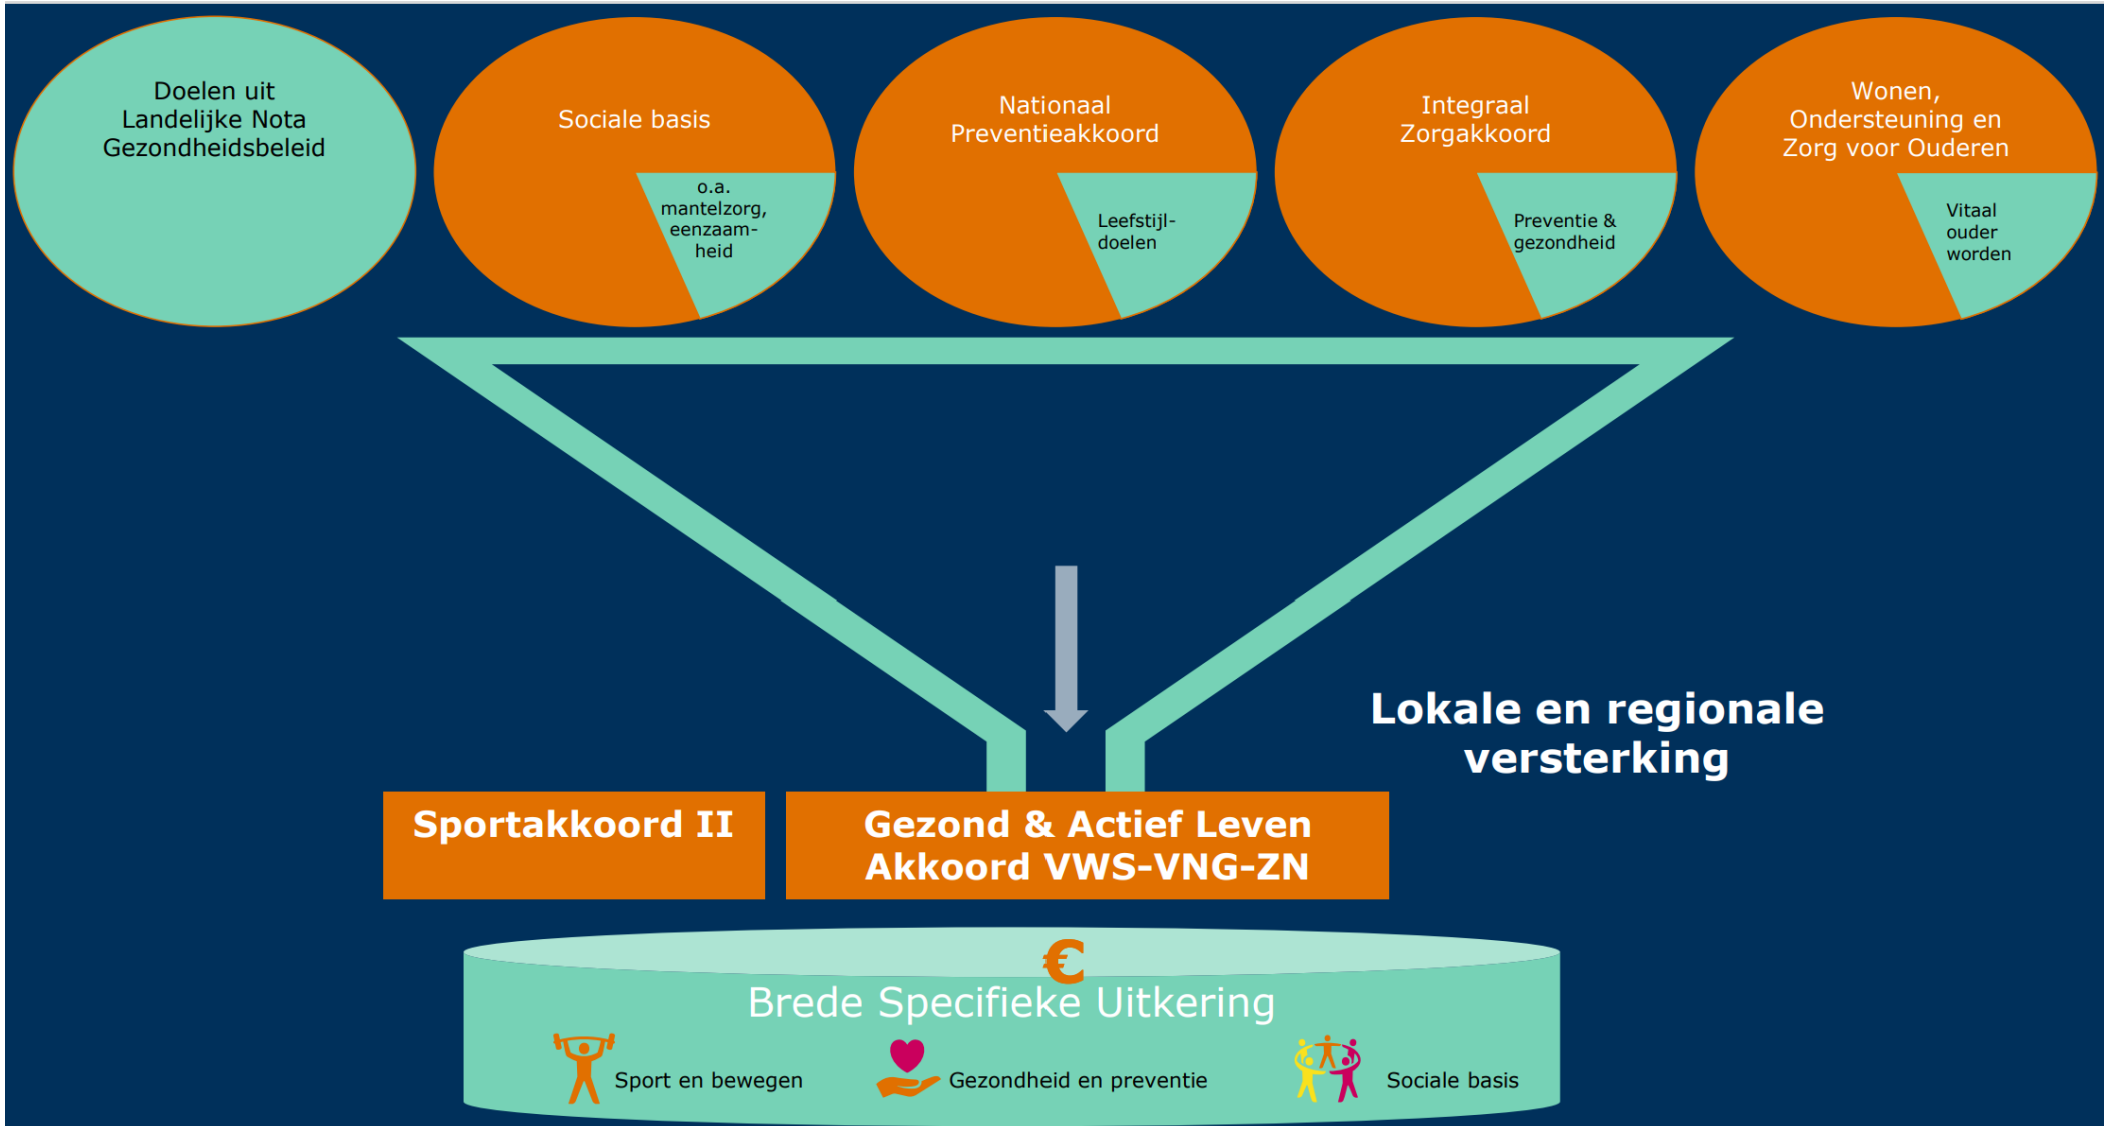 Doelen uit
Landelijke Nota
Gezondheidsbeleid
Sociale basis
o.a.
mantelzorg,
eenzaam-
heid
Nationaal
Preventieakkoord
Leefstijl-
doelen
Integraal
Zorgakkoord
Preventie &
gezondheid
Wonen,
Ondersteuning en
Zorg voor Ouderen
Vitaal
ouder
worden
Lokale en regionale
versterking
Sportakkoord II
Gezond & Actief Leven
Akkoord VWS-VNG-ZN
€
Brede Specifieke Uitkering
Sport en bewegen
Gezondheid en preventie
Sociale basis